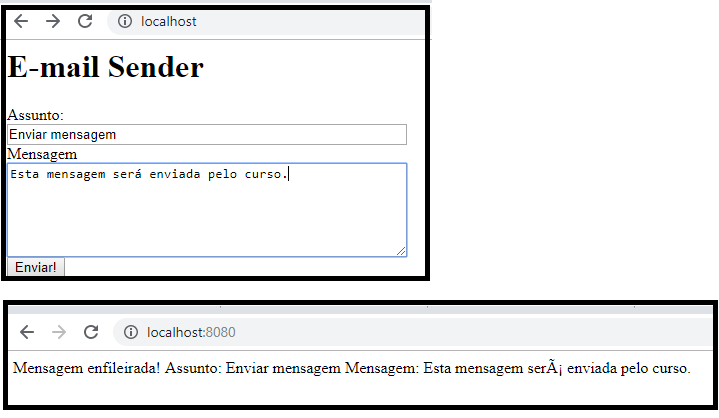 localhost
E-mail Sender
Assunto:
Enviar mensagem
Mensagem
Esta mensagem será enviada pelo curso.
Enviar!
localhost:8080
Mensagem enfileirada! Assunto: Enviar mensagem Mensagem: Esta mensagem serÃ¡ enviada pelo curso.